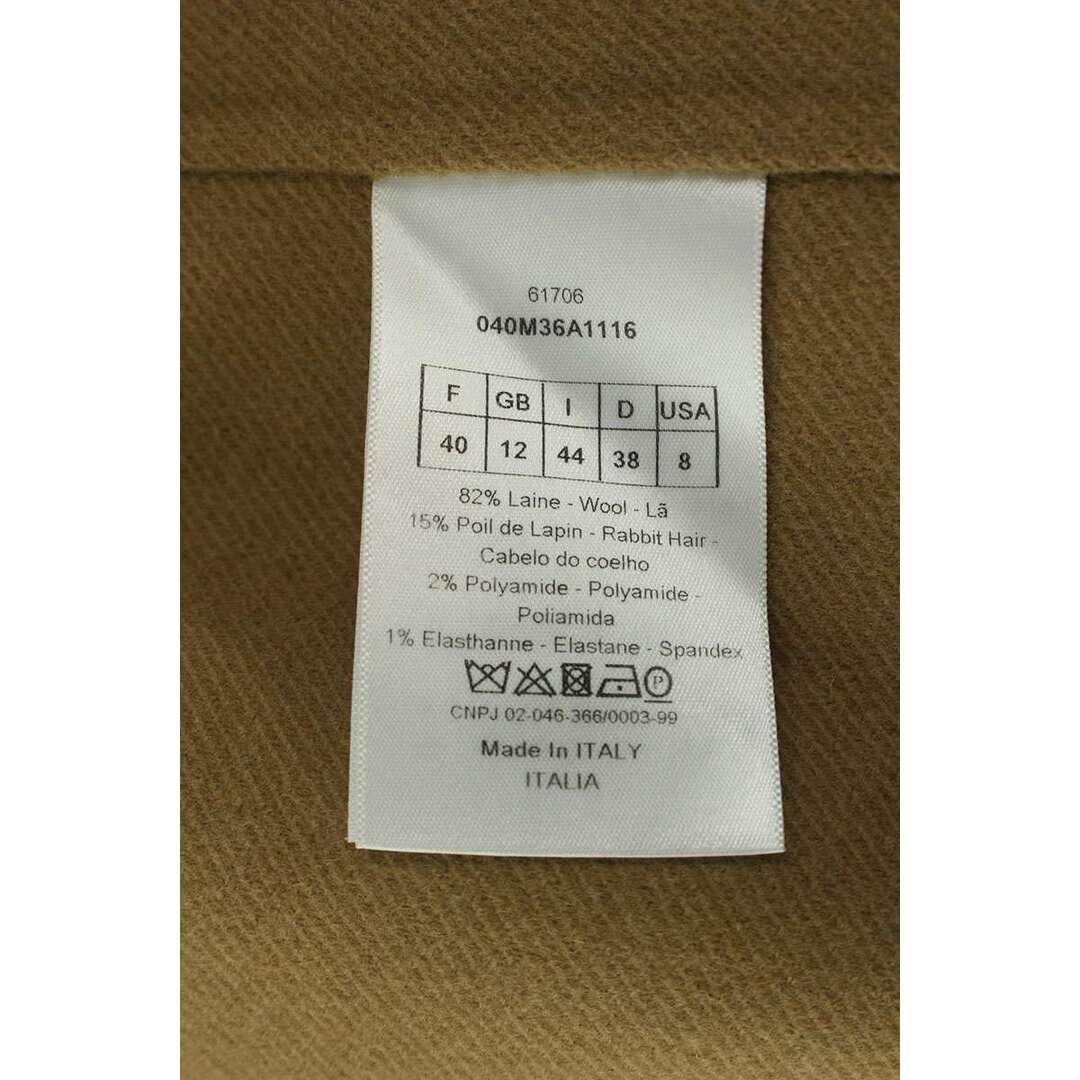 61706
040M36A1116
F GB I D USA
40 12 44 38 8
82% Laine - Wool - Lã
15% Poil de Lapin - Rabbit Hair -
Cabelo do coelho
2% Polyamide - Polyamide -
Poliamida
1% Elasthanne - Elastane - Spandex
P
CNPJ 02-046-366/0003-99
Made In ITALY
ITALIA